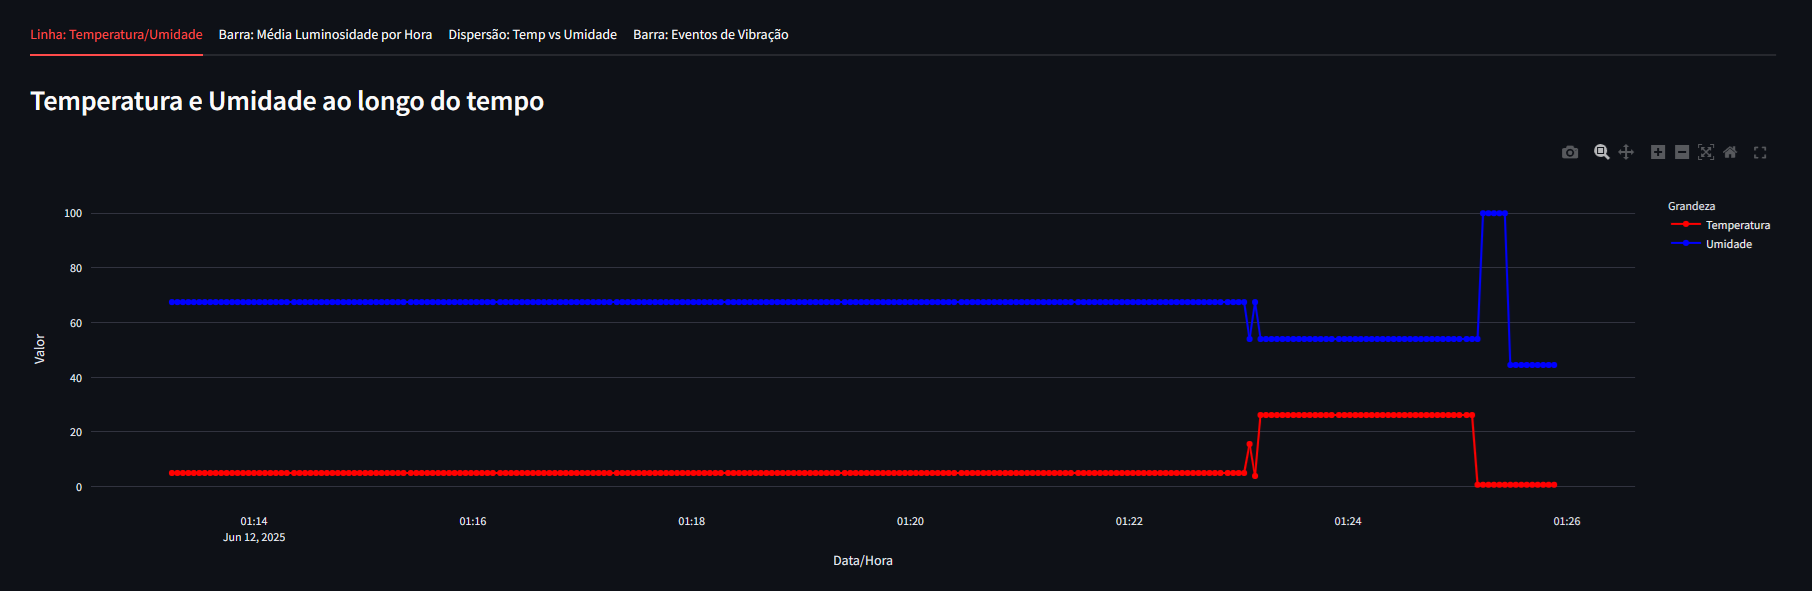 Linha: Temperatura/Umidade Barra: Média Luminosidade por Hora Dispersão: Temp vs Umidade Barra: Eventos de Vibração
Temperatura e Umidade ao longo do tempo
Grandeza
Temperatura
Umidade
Valor
100
80
60
40
20
0
01:14 01:16 01:18 01:20 01:22 01:24 01:26
Jun 12, 2025
Data/Hora